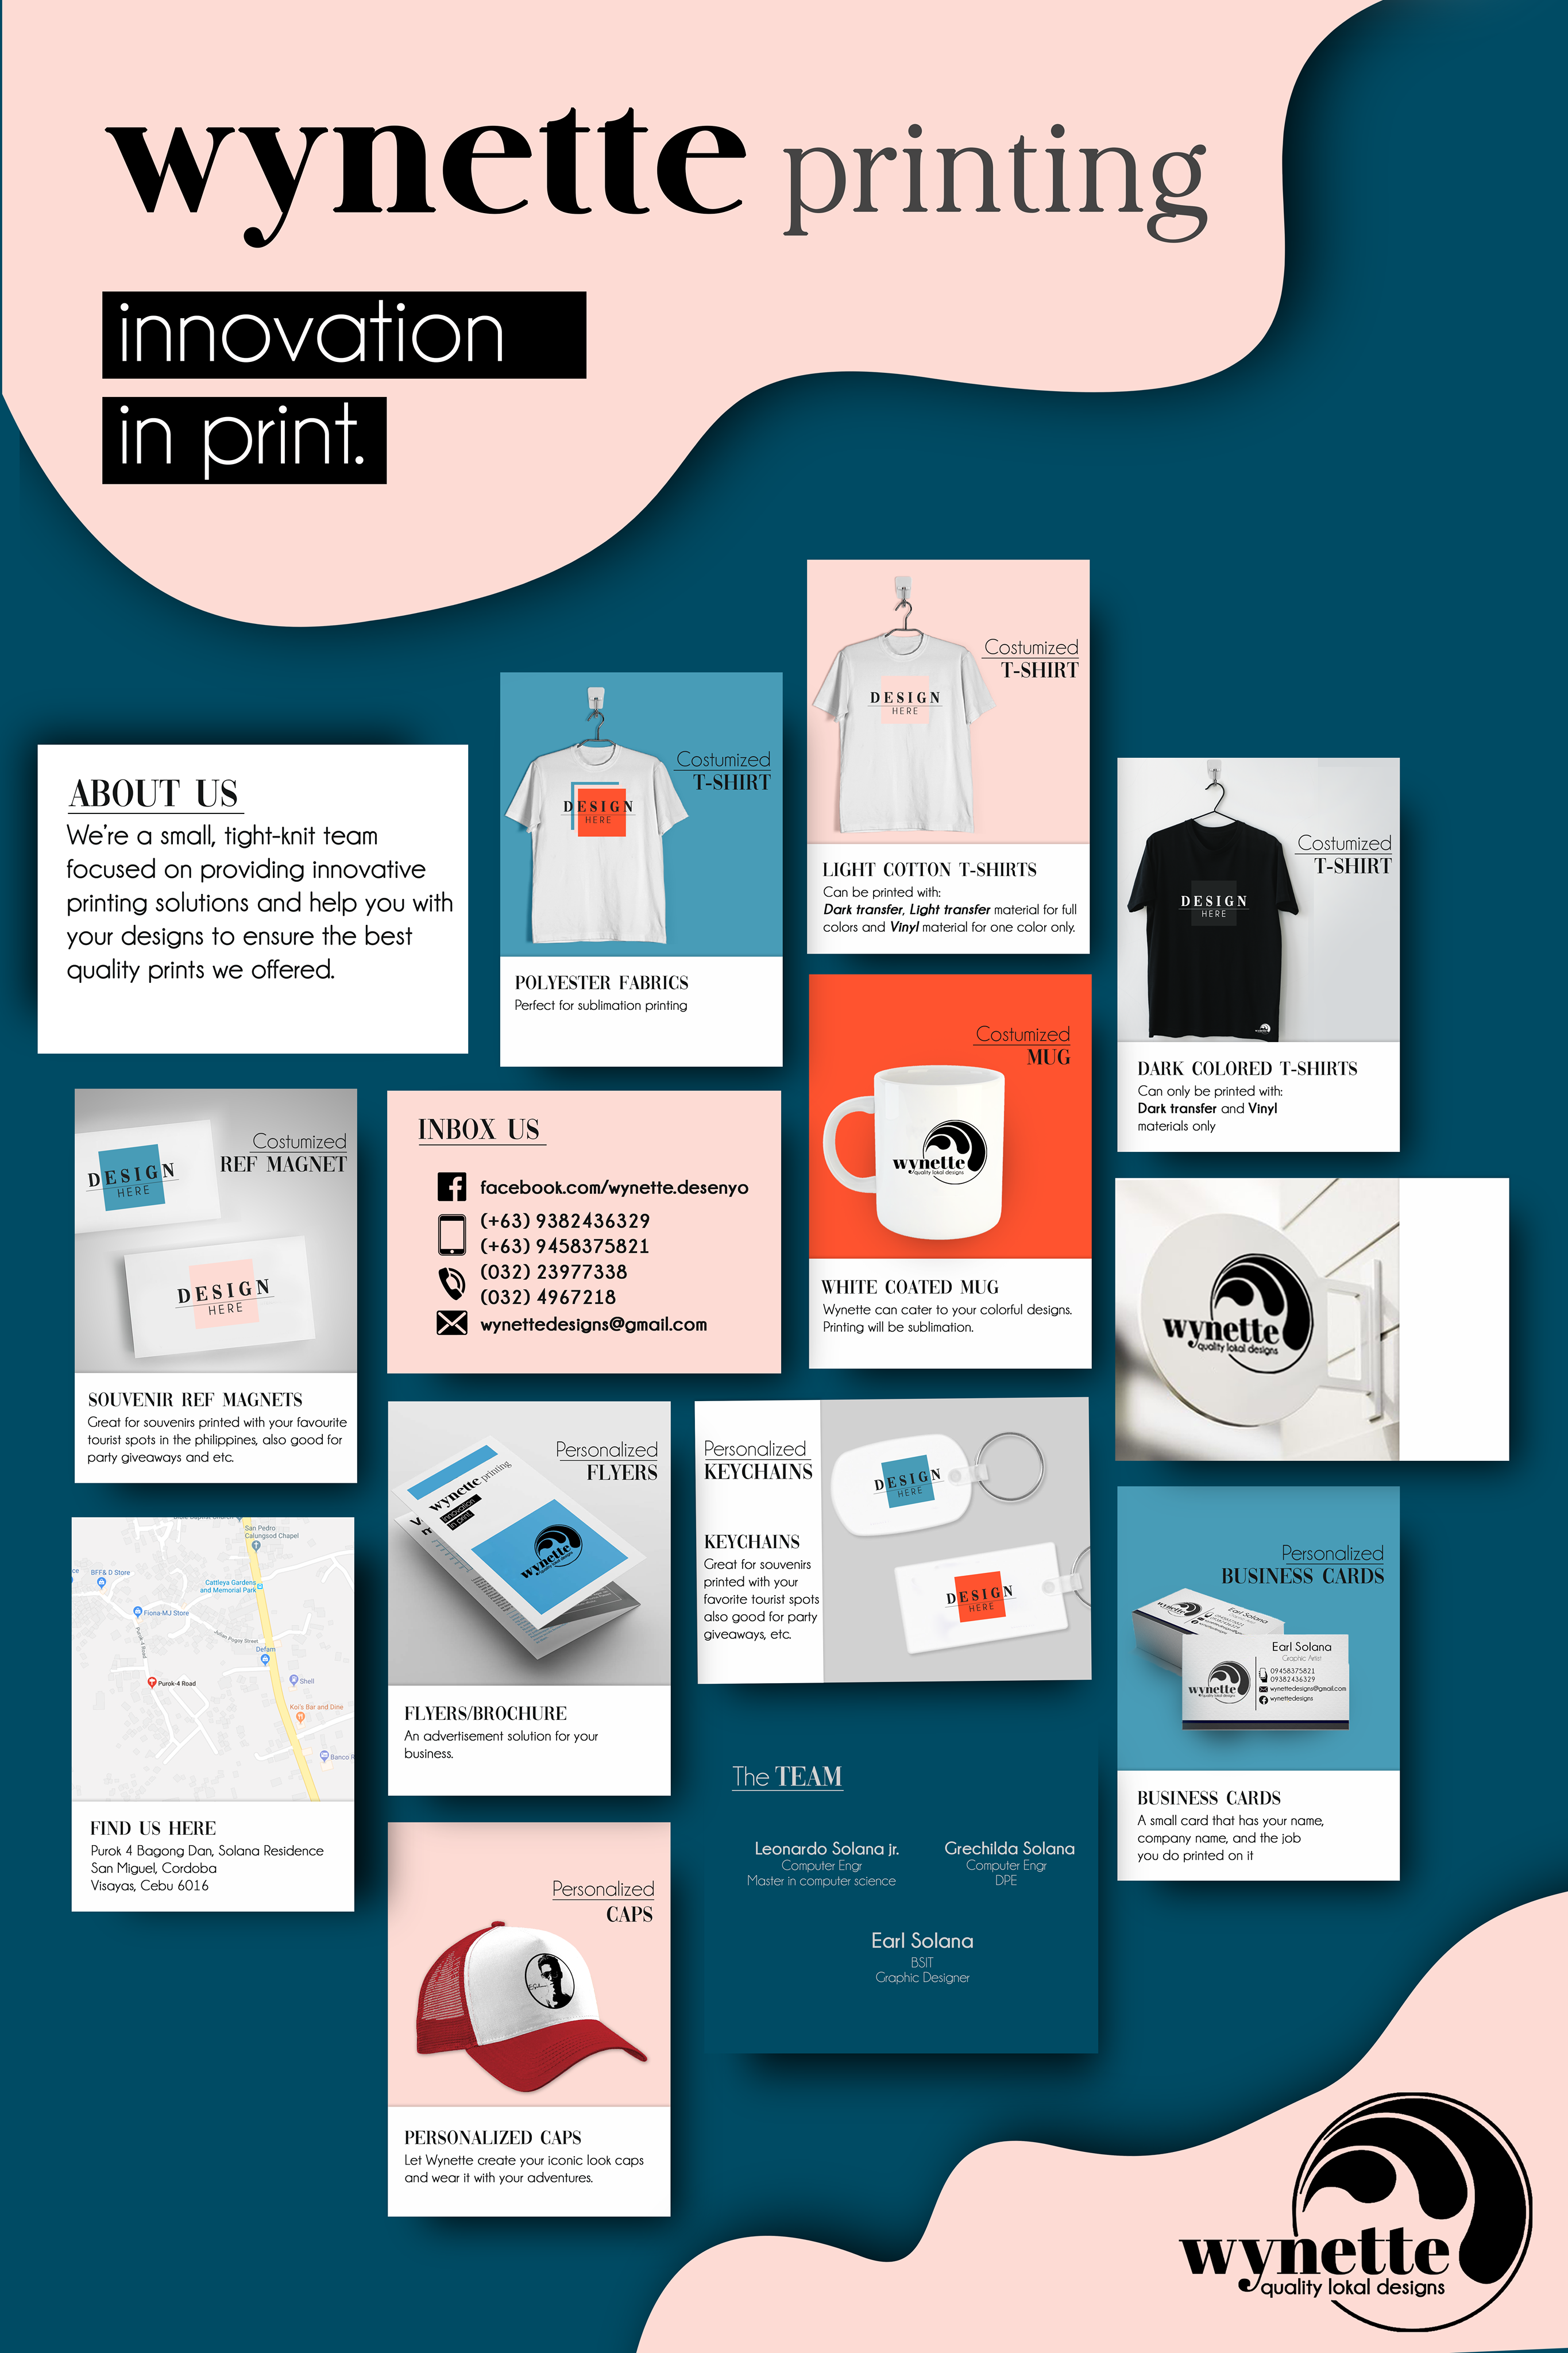 wynette printing
innovation
in print.
ABOUT US
We're a small, tight-knit team
focused on providing innovative
printing solutions and help you with
your designs to ensure the best
quality prints we offered.
Costumized
T-SHIRT
DESIGN
HERE
POLYESTER FABRICS
Perfect for sublimation printing
Costumized
T-SHIRT
DESIGN
HERE
LIGHT COTTON T-SHIRTS
Can be printed with:
Dark transfer, Light transfer material for full
colors and Vinyl material for one color only.
Costumized
T-SHIRT
DESIGN
HERE
DARK COLORED T-SHIRTS
Can only be printed with:
Dark transfer and Vinyl
materials only
Costumized
REF MAGNET
DESIGN
HERE
DESIGN
HERE
SOUVENIR REF MAGNETS
Great for souvenirs printed with your favourite
tourist spots in the philippines, also good for
party giveaways and etc.
INBOX US
facebook.com/wynette.desenyo
(+63) 9382436329
(+63) 9458375821
(032) 23977338
(032) 4967218
wynettedesigns@gmail.com
Costumized
MUG
wynette
quality lokal designs
WHITE COATED MUG
Wynette can cater to your colorful designs.
Printing will be sublimation.
wynette
quality lokal designs
San Pedro
Calungsod Chapel
BFF& D Store
Cattleya Gardens
and Memorial Park
Fiona-MJ Store
Julian Pogoy Street
Purok 4 Road
Defam
Purok-4 Road
Shell
Koi's Bar and Dine
Banco
FIND US HERE
Purok 4 Bagong Dan, Solana Residence
San Miguel, Cordoba
Visayas, Cebu 6016
Personalized
FLYERS
wynette printing
innovation
in print
wynette
FLYERS/BROCHURE
An advertisement solution for your
business.
Personalized
KEYCHAINS
KEYCHAINS
Great for souvenirs
printed with your
favorite tourist spots
also good for party
giveaways, etc.
DESIGN
HERE
DESIGN
HERE
Personalized
BUSINESS CARDS
Earl Solana
Earl Solana
Graphic Artist
09458375821
09382436329
wynettedesigns@gmail.com
wynettedesigns
wynette
quality lokal designs
BUSINESS CARDS
A small card that has your name,
company name, and the job
you do printed on it
Personalized
CAPS
PERSONALIZED CAPS
Let Wynette create your iconic look caps
and wear it with your adventures.
The TEAM
Leonardo Solana jr.
Computer Engr
Master in computer science
Grechilda Solana
Computer Engr
DPE
Earl Solana
BSIT
Graphic Designer
wynette
quality lokal designs